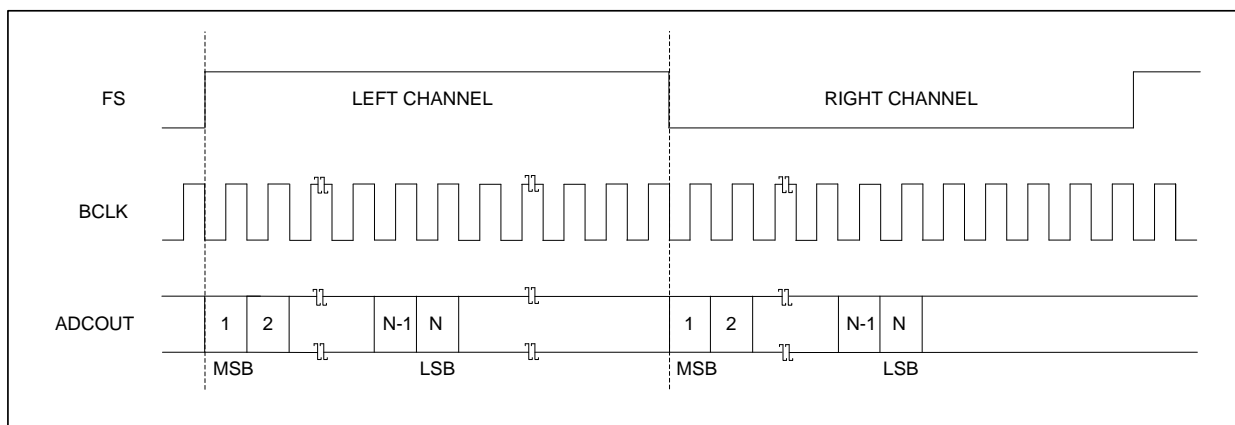 FS
LEFT CHANNEL
RIGHT CHANNEL
BCLK
ADCOUT
1 2 N-1 N 1 2 N-1 N
MSB LSB MSB LSB